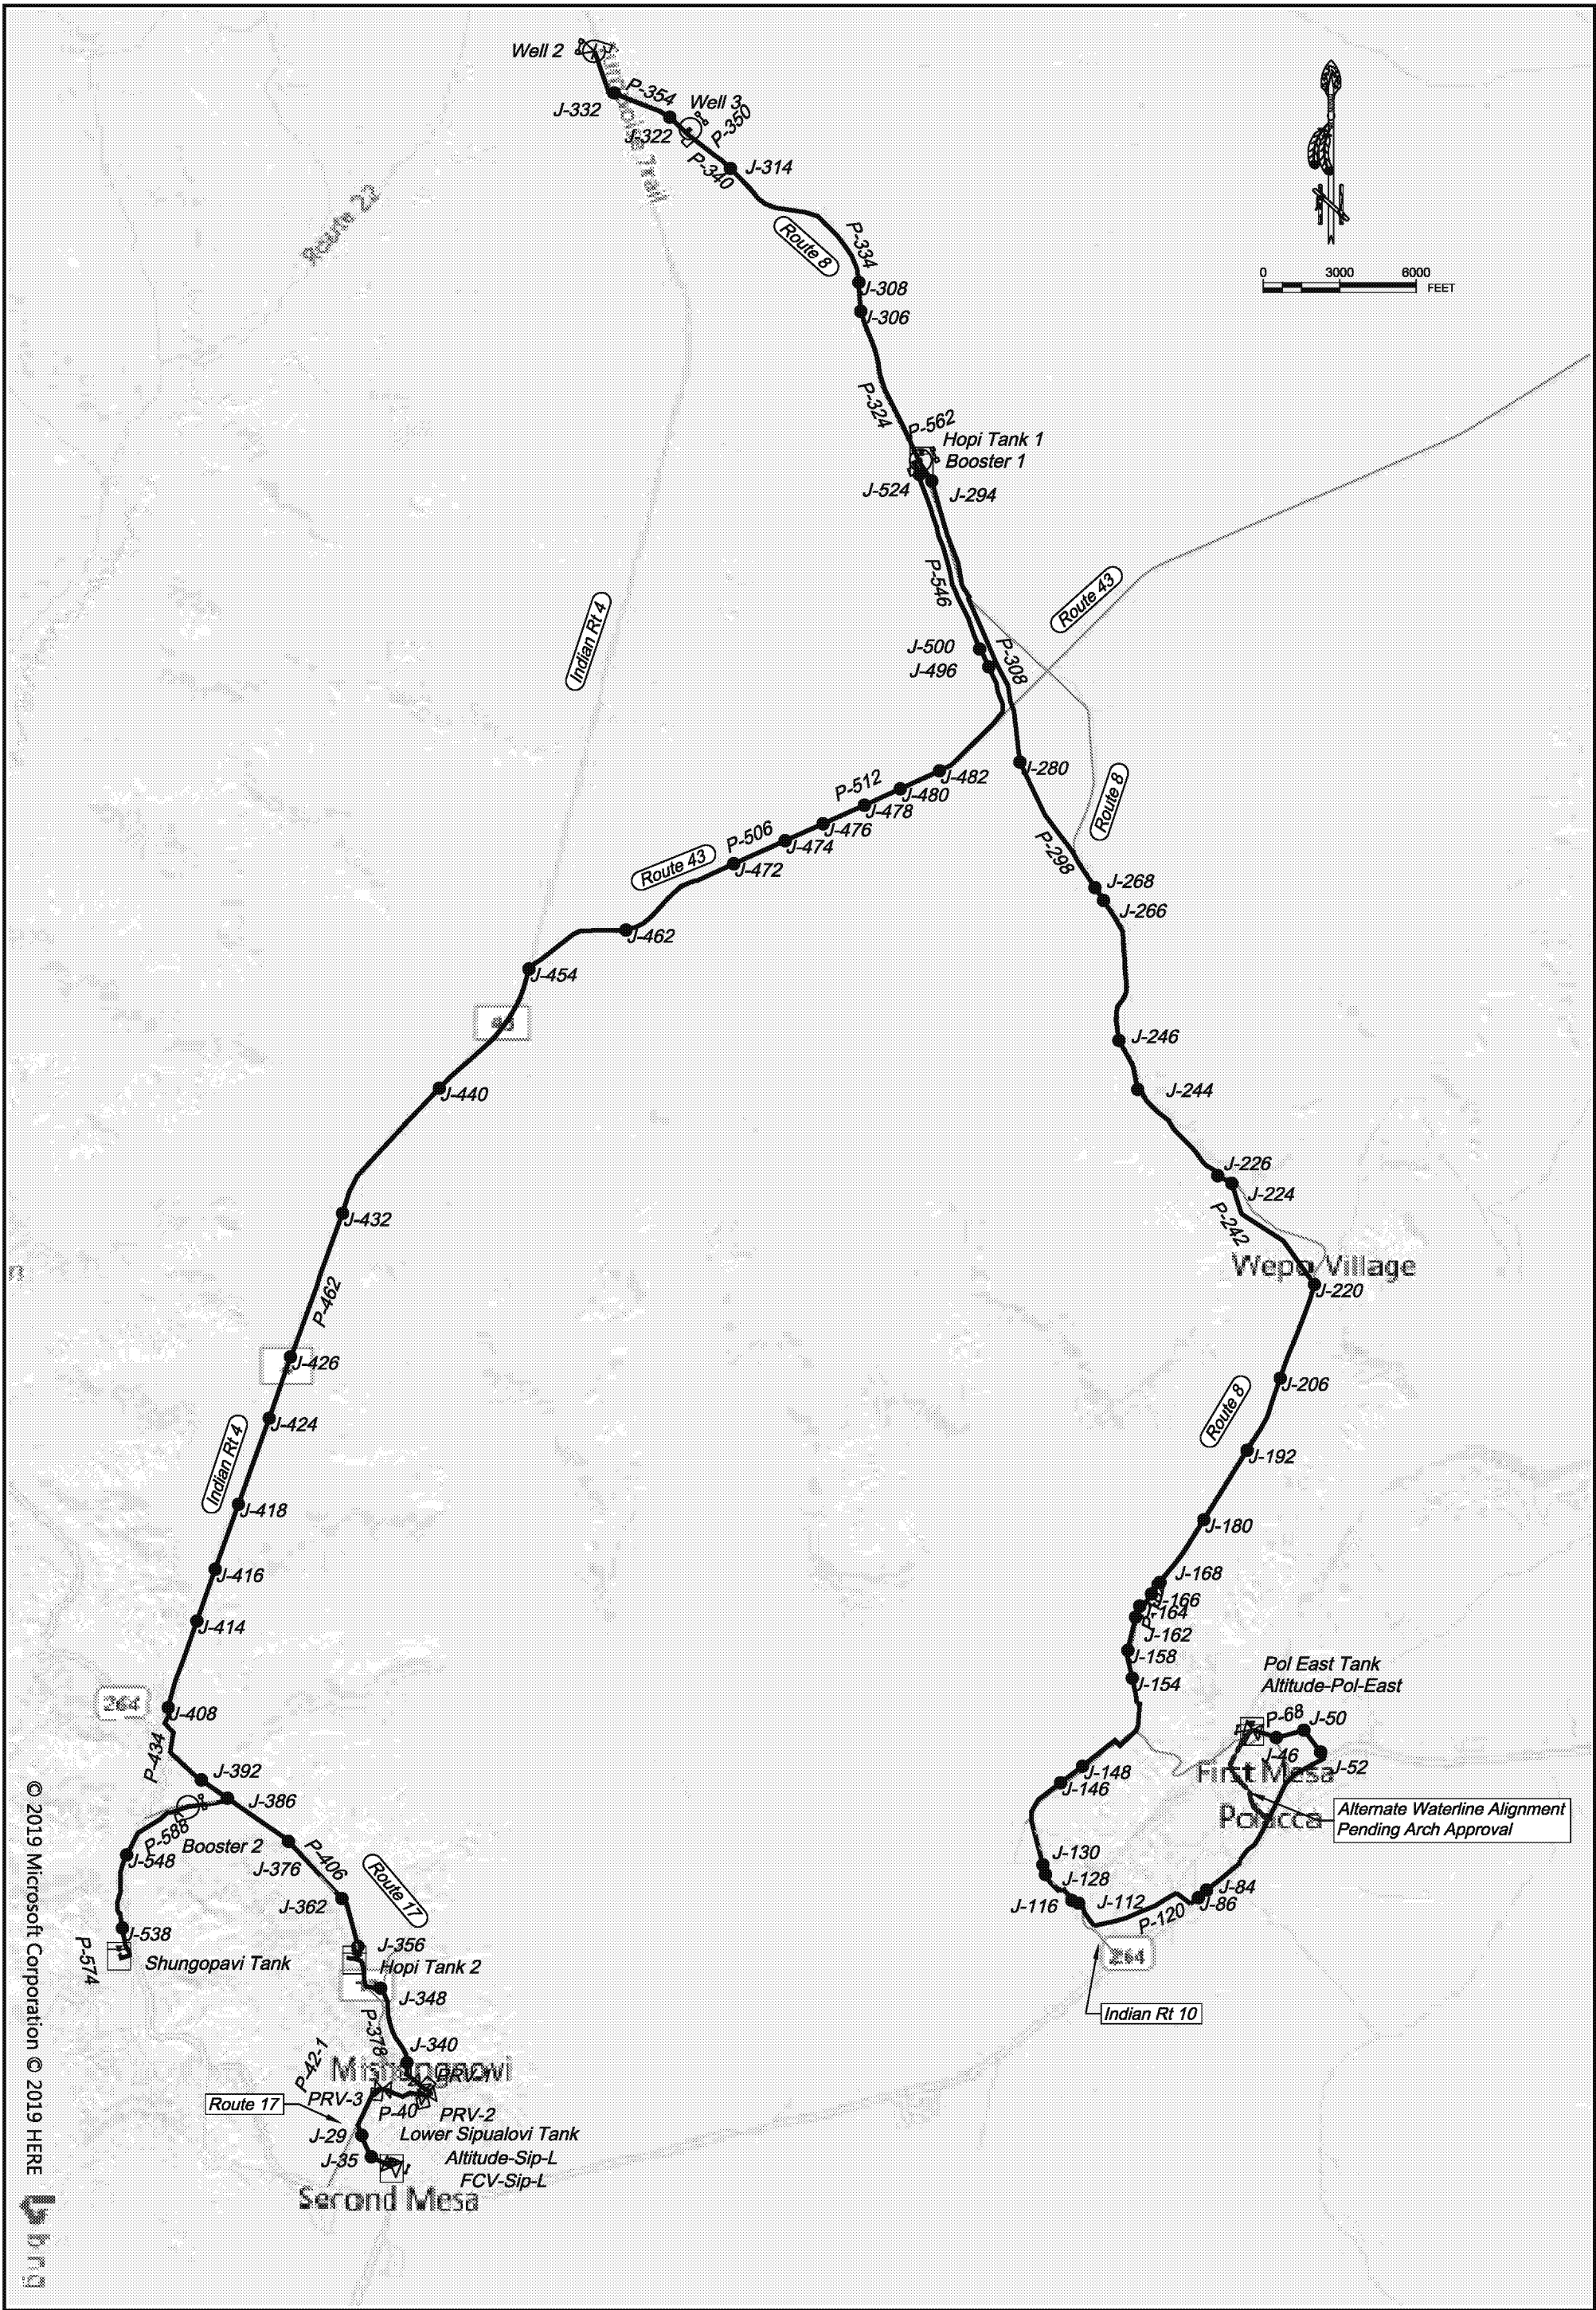 Well 2
P-354
Well 3
J-332
J-322
P-350
P-340
J-314
Route 22
Route 8
P-334
J-308
J-306
0 3000 6000
FEET
P-324
P-562
Hopi Tank 1
Booster 1
J-524
J-294
P-546
Route 43
Indian Rt 4
J-500
J-496
P-308
J-482
J-280
P-512
J-480
J-478
Route 8
P-506
J-476
J-474
Route 43
J-472
P-298
J-268
J-266
J-462
J-454
J-246
J-440
J-244
J-226
J-224
J-432
P-242
Wepo Village
J-220
P-462
J-426
J-206
Route 8
J-424
Indian Rt 4
J-192
J-418
J-180
J-416
J-168
J-166
J-164
J-414
J-162
J-158
Pol East Tank
J-154
Altitude-Pol-East
264
J-408
P-68
J-50
P-434
J-46
J-52
J-392
J-148
First Mesa
J-146
J-386
Polacca
Alternate Waterline Alignment
Pending Arch Approval
P-588
Booster 2
J-548
J-376
P-406
J-130
J-128
Route 17
J-362
J-116
J-112
P-120
J-84
J-86
J-538
J-356
264
P-574
Shungopavi Tank
Hopi Tank 2
J-348
Indian Rt 10
P-378
J-340
P-42-1
Mishongnovi
PRV-1
PRV-3
Route 17
P-40
PRV-2
J-29
Lower Sipualovi Tank
J-35
Altitude-Sip-L
FCV-Sip-L
Second Mesa
© 2019 Microsoft Corporation © 2019 HERE
bing